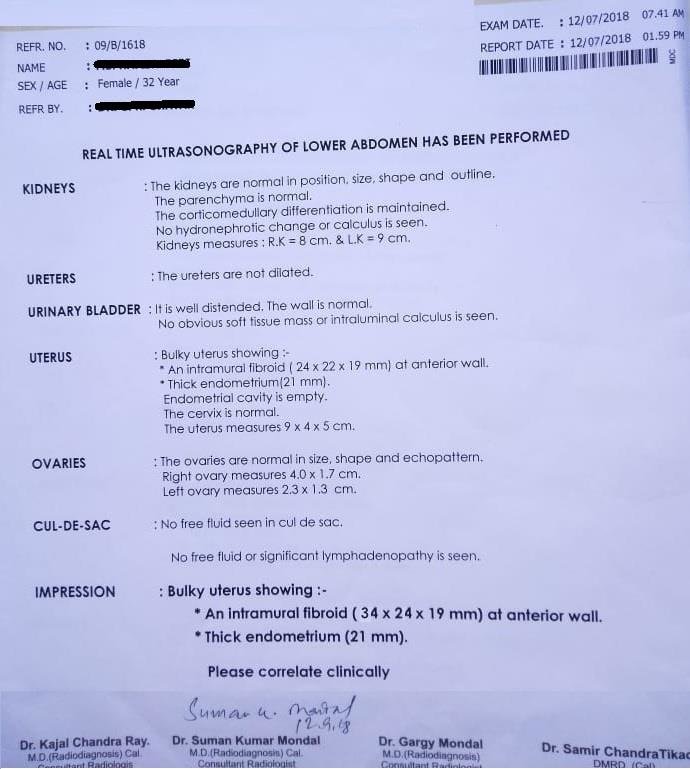 EXAM DATE. : 12/07/2018 07.41 AM
REPORT DATE : 12/07/2018 01.59 PM
REFR. NO. : 09/B/1618
NAME :
SEX / AGE : Female / 32 Year
REFR BY. :
REAL TIME ULTRASONOGRAPHY OF LOWER ABDOMEN HAS BEEN PERFORMED
KIDNEYS : The kidneys are normal in position, size, shape and outline.
The parenchyma is normal.
The corticomedullary differentiation is maintained.
No hydronephrotic change or calculus is seen.
Kidneys measures : R.K = 8 cm. & L.K = 9 cm.
URETERS : The ureters are not dilated.
URINARY BLADDER : It is well distended. The wall is normal.
No obvious soft tissue mass or intraluminal calculus is seen.
UTERUS : Bulky uterus showing :-
* An intramural fibroid ( 24 x 22 x 19 mm) at anterior wall.
* Thick endometrium(21 mm).
Endometrial cavity is empty.
The cervix is normal.
The uterus measures 9 x 4 x 5 cm.
OVARIES : The ovaries are normal in size, shape and echopattern.
Right ovary measures 4.0 x 1.7 cm.
Left ovary measures 2.3 x 1.3 cm.
CUL-DE-SAC : No free fluid seen in cul de sac.
No free fluid or significant lymphadenopathy is seen.
IMPRESSION : Bulky uterus showing :-
* An intramural fibroid ( 34 x 24 x 19 mm) at anterior wall.
* Thick endometrium (21 mm).
Please correlate clinically
Suman K. Mondal
12.9.18
Dr. Kajal Chandra Ray. Dr. Suman Kumar Mondal Dr. Gargy Mondal Dr. Samir ChandraTikad
M.D.(Radiodiagnosis) Cal. M.D.(Radiodiagnosis) Cal. M.D.(Radiodiagnosis) Cal. DMRD, (Cal)
Consultant Radiologis Consultant Radiologist Consultant Radiologist